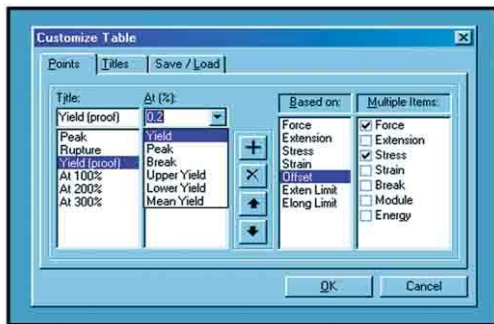 Customize Table
Points Titles Save / Load
Title: At (%): Based on: Multiple Items:
Yield (proof) 0.2
Peak
Rupture
Yield (proof)
At 100%
At 200%
At 300%
Yield
Peak
Break
Upper Yield
Lower Yield
Mean Yield
Force
Extension
Stress
Strain
Offset
Exten Limit
Elong Limit
Force
Extension
Stress
Strain
Break
Module
Energy
OK Cancel